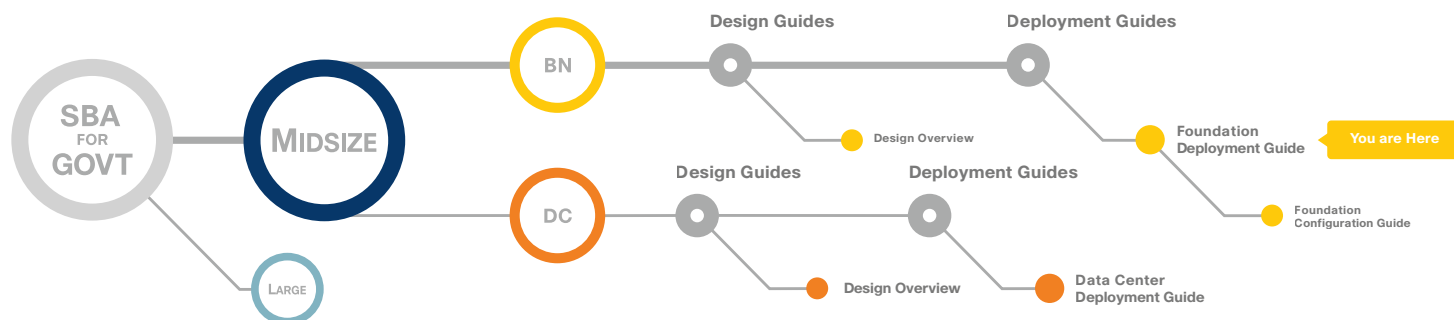 SBA
FOR
GOVT
MIDSIZE
LARGE
BN
Design Guides
Deployment Guides
Design Overview
Foundation
Deployment Guide
You are Here
Foundation
Configuration Guide
DC
Design Guides
Deployment Guides
Design Overview
Data Center
Deployment Guide